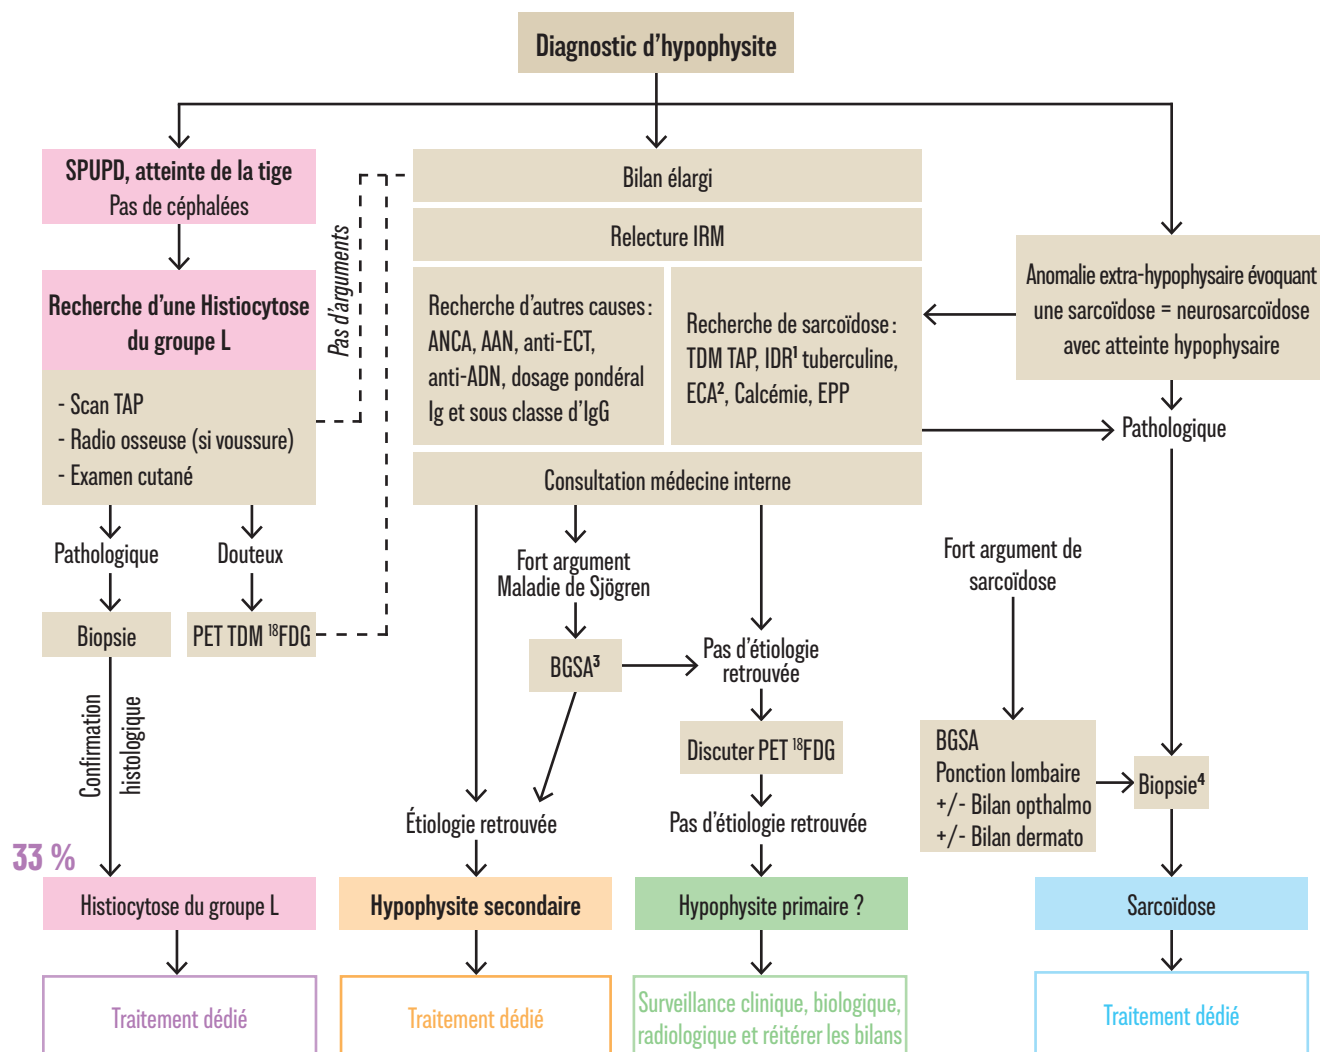 Diagnostic d’hypophysite
SPUPD, atteinte de la tige
Pas de céphalées
Recherche d’une Histiocytose
du groupe L
- Scan TAP
- Radio osseuse (si voussure)
- Examen cutané
Pathologique
Douteux
Biopsie
PET TDM ¹⁸FDG
Confirmation
histologique
33 %
Histiocytose du groupe L
Traitement dédié
Pas d’arguments
Bilan élargi
Relecture IRM
Recherche d’autres causes :
ANCA, AAN, anti-ECT,
anti-ADN, dosage pondéral
Ig et sous classe d’IgG
Recherche de sarcoïdose :
TDM TAP, IDR¹ tuberculine,
ECA², Calcémie, EPP
Consultation médecine interne
Fort argument
Maladie de Sjögren
BGSA³
Pas d’étiologie
retrouvée
Discuter PET ¹⁸FDG
Étiologie retrouvée
Pas d’étiologie retrouvée
Hypophysite secondaire
Traitement dédié
Hypophysite primaire ?
Surveillance clinique, biologique,
radiologique et réitérer les bilans
Anomalie extra-hypophysaire évoquant
une sarcoïdose = neurosarcoïdose
avec atteinte hypophysaire
Pathologique
Fort argument de
sarcoïdose
BGSA
Ponction lombaire
+/- Bilan opthalmo
+/- Bilan dermato
Biopsie⁴
Sarcoïdose
Traitement dédié